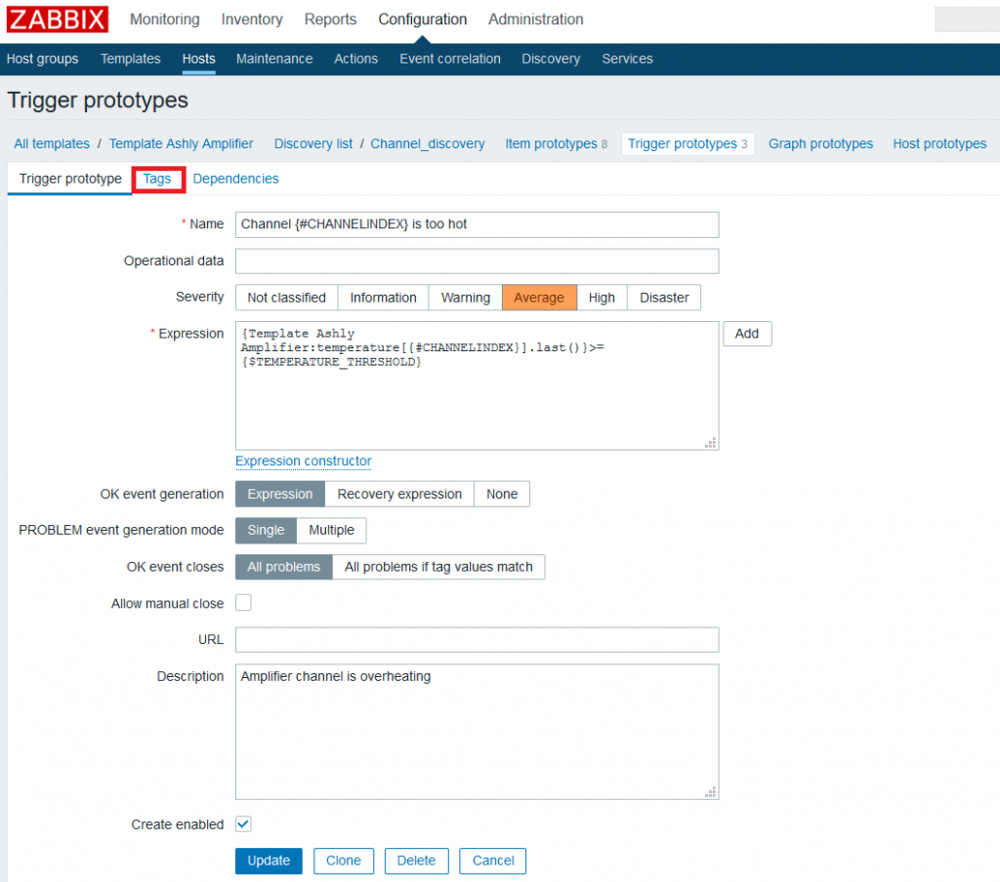 ZABBIX Monitoring Inventory Reports Configuration Administration
Host groups Templates Hosts Maintenance Actions Event correlation Discovery Services
Trigger prototypes
All templates / Template Ashly Amplifier Discovery list / Channel_discovery Item prototypes 8 Trigger prototypes 3 Graph prototypes Host prototypes
Trigger prototype Tags Dependencies
* Name Channel {#CHANNELINDEX} is too hot
Operational data
Severity Not classified Information Warning Average High Disaster
* Expression {Template Ashly Add
Amplifier:temperature[{#CHANNELINDEX}].last()}>=
{$TEMPERATURE_THRESHOLD}
Expression constructor
OK event generation Expression Recovery expression None
PROBLEM event generation mode Single Multiple
OK event closes All problems All problems if tag values match
Allow manual close
URL
Description Amplifier channel is overheating
Create enabled
Update Clone Delete Cancel